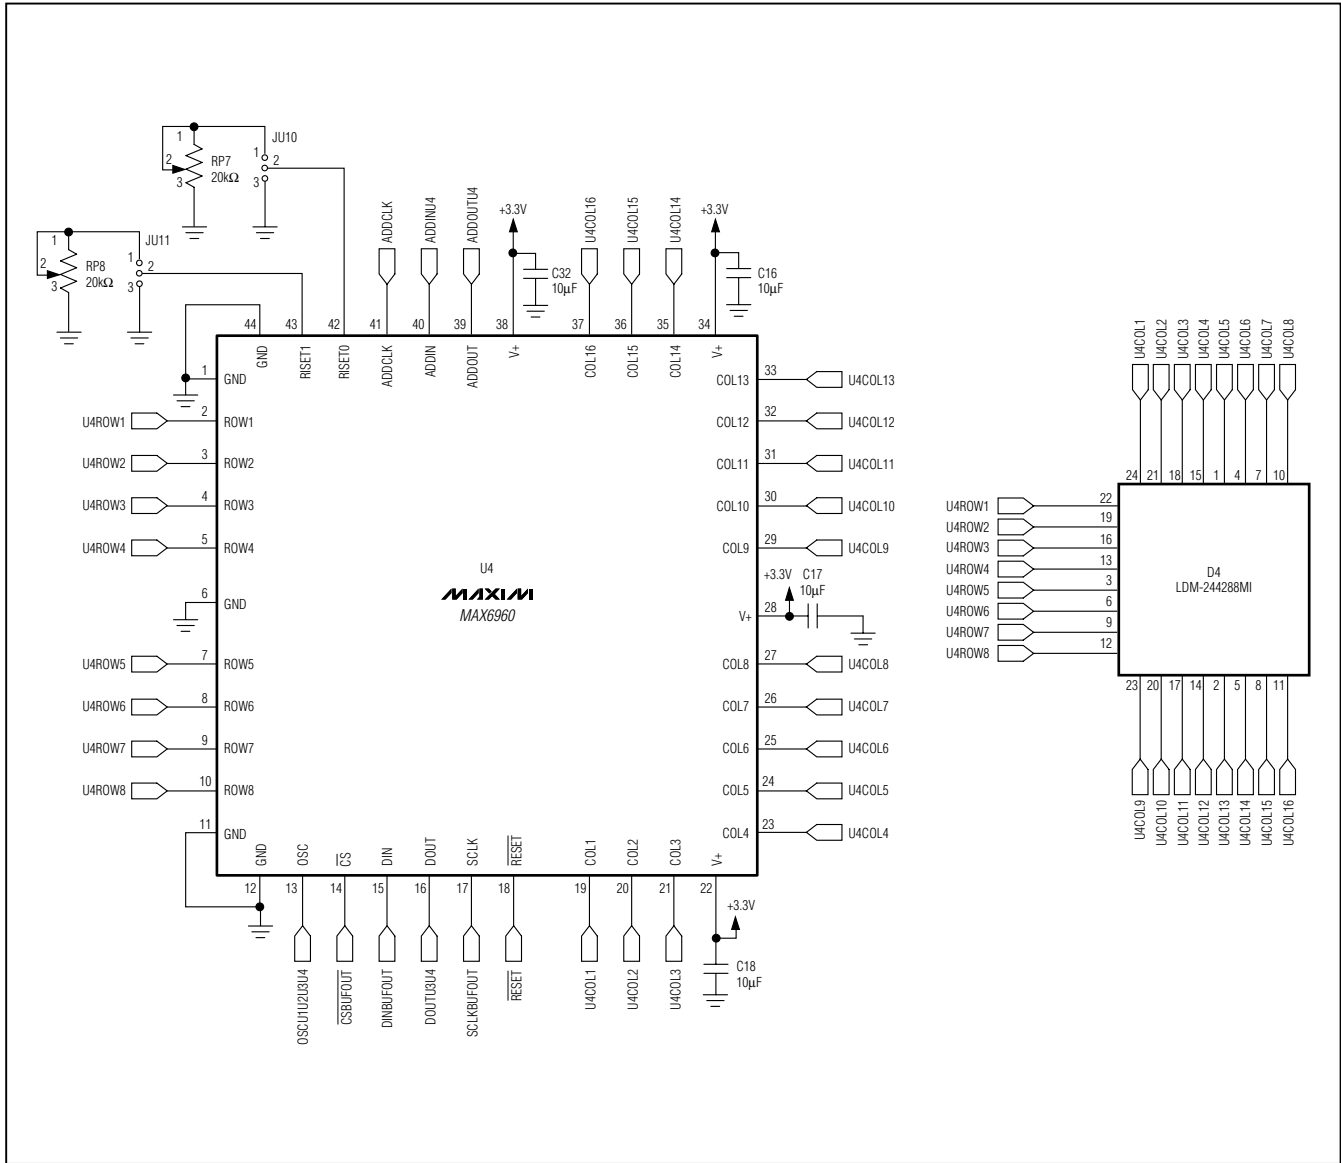 1
2
3
RP7
20kΩ
JU10
1
2
3
1
2
3
RP8
20kΩ
JU11
1
2
3
ADDCLK
ADDINU4
ADDOUTU4
+3.3V
C32
10µF
U4COL16
U4COL15
U4COL14
+3.3V
C16
10µF
44
43
42
41
40
39
38
37
36
35
34
GND
RISET1
RISET0
ADDCLK
ADDIN
ADDOUT
V+
COL16
COL15
COL14
V+
1 GND
U4ROW1 2 ROW1
U4ROW2 3 ROW2
U4ROW3 4 ROW3
U4ROW4 5 ROW4
6 GND
U4ROW5 7 ROW5
U4ROW6 8 ROW6
U4ROW7 9 ROW7
U4ROW8 10 ROW8
11 GND
U4
MAXIM
MAX6960
COL13 33 U4COL13
COL12 32 U4COL12
COL11 31 U4COL11
COL10 30 U4COL10
COL9 29 U4COL9
+3.3V
C17
10µF
V+ 28
COL8 27 U4COL8
COL7 26 U4COL7
COL6 25 U4COL6
COL5 24 U4COL5
COL4 23 U4COL4
GND
OSC
CS
DIN
DOUT
SCLK
RESET
COL1
COL2
COL3
V+
12
13
14
15
16
17
18
19
20
21
22
OSCU1U2U3U4
CSBUFOUT
DINBUFOUT
DOUTU3U4
SCLKBUFOUT
RESET
U4COL1
U4COL2
U4COL3
+3.3V
C18
10µF
U4COL1
U4COL2
U4COL3
U4COL4
U4COL5
U4COL6
U4COL7
U4COL8
24
21
18
15
1
4
7
10
U4ROW1 22
U4ROW2 19
U4ROW3 16
U4ROW4 13
U4ROW5 3
U4ROW6 6
U4ROW7 9
U4ROW8 12
D4
LDM-244288MI
23
20
17
14
2
5
8
11
U4COL9
U4COL10
U4COL11
U4COL12
U4COL13
U4COL14
U4COL15
U4COL16